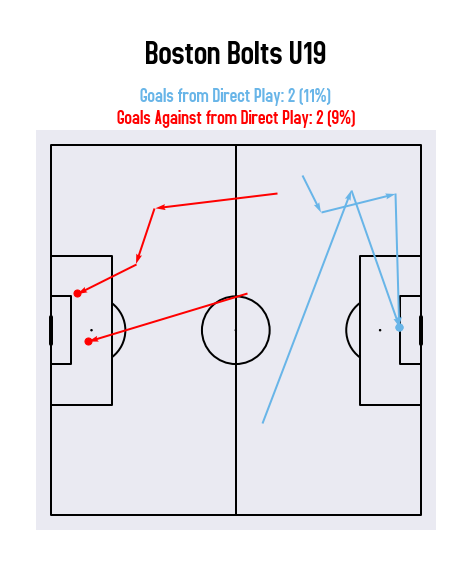 Boston Bolts U19
Goals from Direct Play: 2 (11%)
Goals Against from Direct Play: 2 (9%)